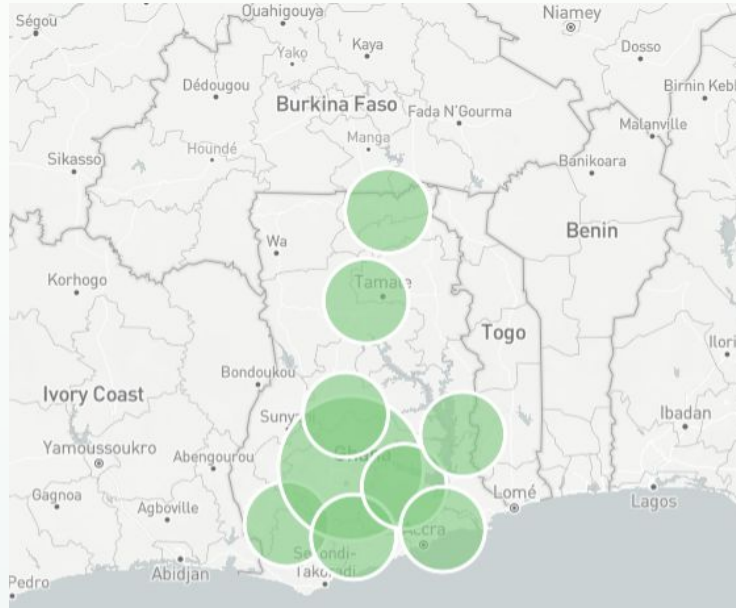 Ségou
Ouahigouya
Niamey
Yako
Kaya
Dosso
Dédougou
Birnin Keb
Burkina Faso
Fada N'Gourma
Manga
Malanville
Houndé
Sikasso
Banikoara
Wa
Benin
Korhogo
Tamale
Togo
Ilori
Bondoukou
Ivory Coast
Sunyani
Ibadan
Yamoussoukro
Abengourou
Ghana
Gagnoa
Lomé
Lagos
Agboville
Accra
Abidjan
Sekondi-
Takoradi
Pedro